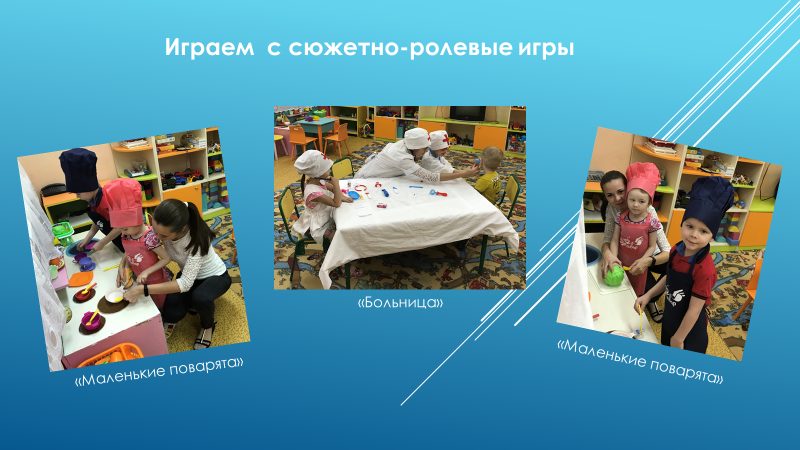 Играем с сюжетно-ролевые игры
«Больница»
«Маленькие поварята»
«Маленькие поварята»